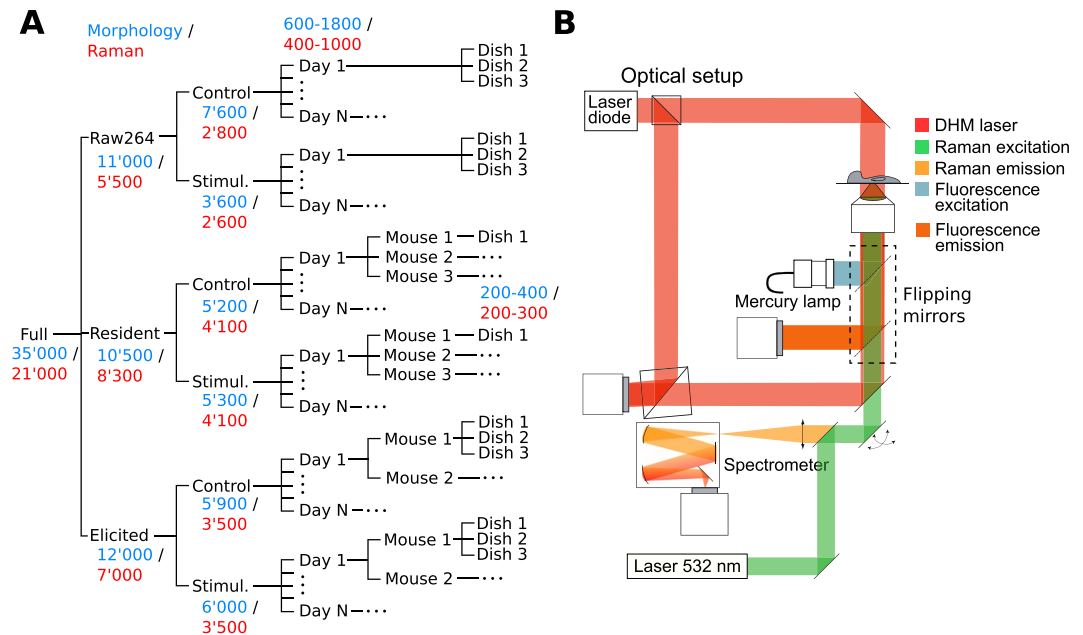 A
Morphology /
Raman
600-1800 /
400-1000
Full
35'000 /
21'000
Raw264
11'000 /
5'500
Control
7'600 /
2'800
Day 1
Dish 1
Dish 2
Dish 3
Day N
Stimul.
3'600 /
2'600
Day 1
Dish 1
Dish 2
Dish 3
Day N
Resident
10'500 /
8'300
Control
5'200 /
4'100
Day 1
Mouse 1
Dish 1
Mouse 2
Mouse 3
200-400 /
200-300
Day N
Stimul.
5'300 /
4'100
Day 1
Mouse 1
Dish 1
Mouse 2
Mouse 3
Day N
Elicited
12'000 /
7'000
Control
5'900 /
3'500
Day 1
Mouse 1
Dish 1
Dish 2
Dish 3
Mouse 2
Day N
Stimul.
6'000 /
3'500
Day 1
Mouse 1
Dish 1
Dish 2
Dish 3
Mouse 2
Day N
B
Optical setup
Laser
diode
DHM laser
Raman excitation
Raman emission
Fluorescence
excitation
Fluorescence
emission
Mercury lamp
Flipping
mirrors
Spectrometer
Laser 532 nm